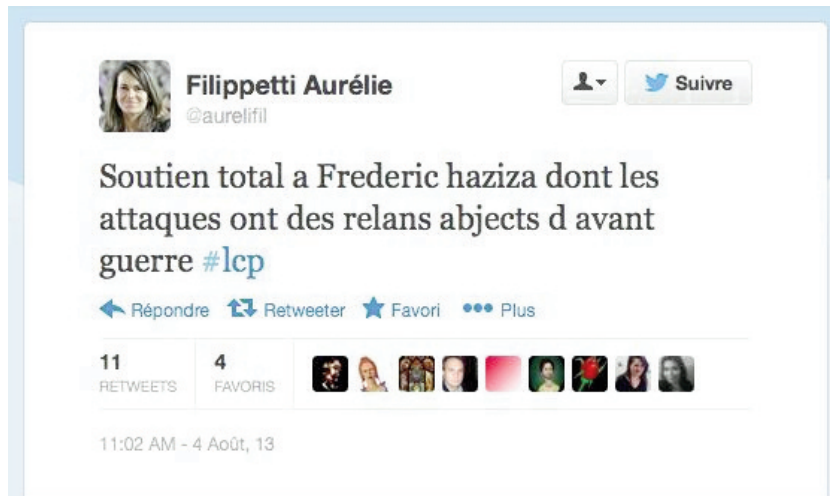 Filippetti Aurélie
@aurelifil
Suivre
Soutien total a Frederic haziza dont les
attaques ont des relans abjects d avant
guerre #lcp
Répondre Retweeter Favori Plus
11 4
RETWEETS FAVORIS
11:02 AM - 4 Août, 13